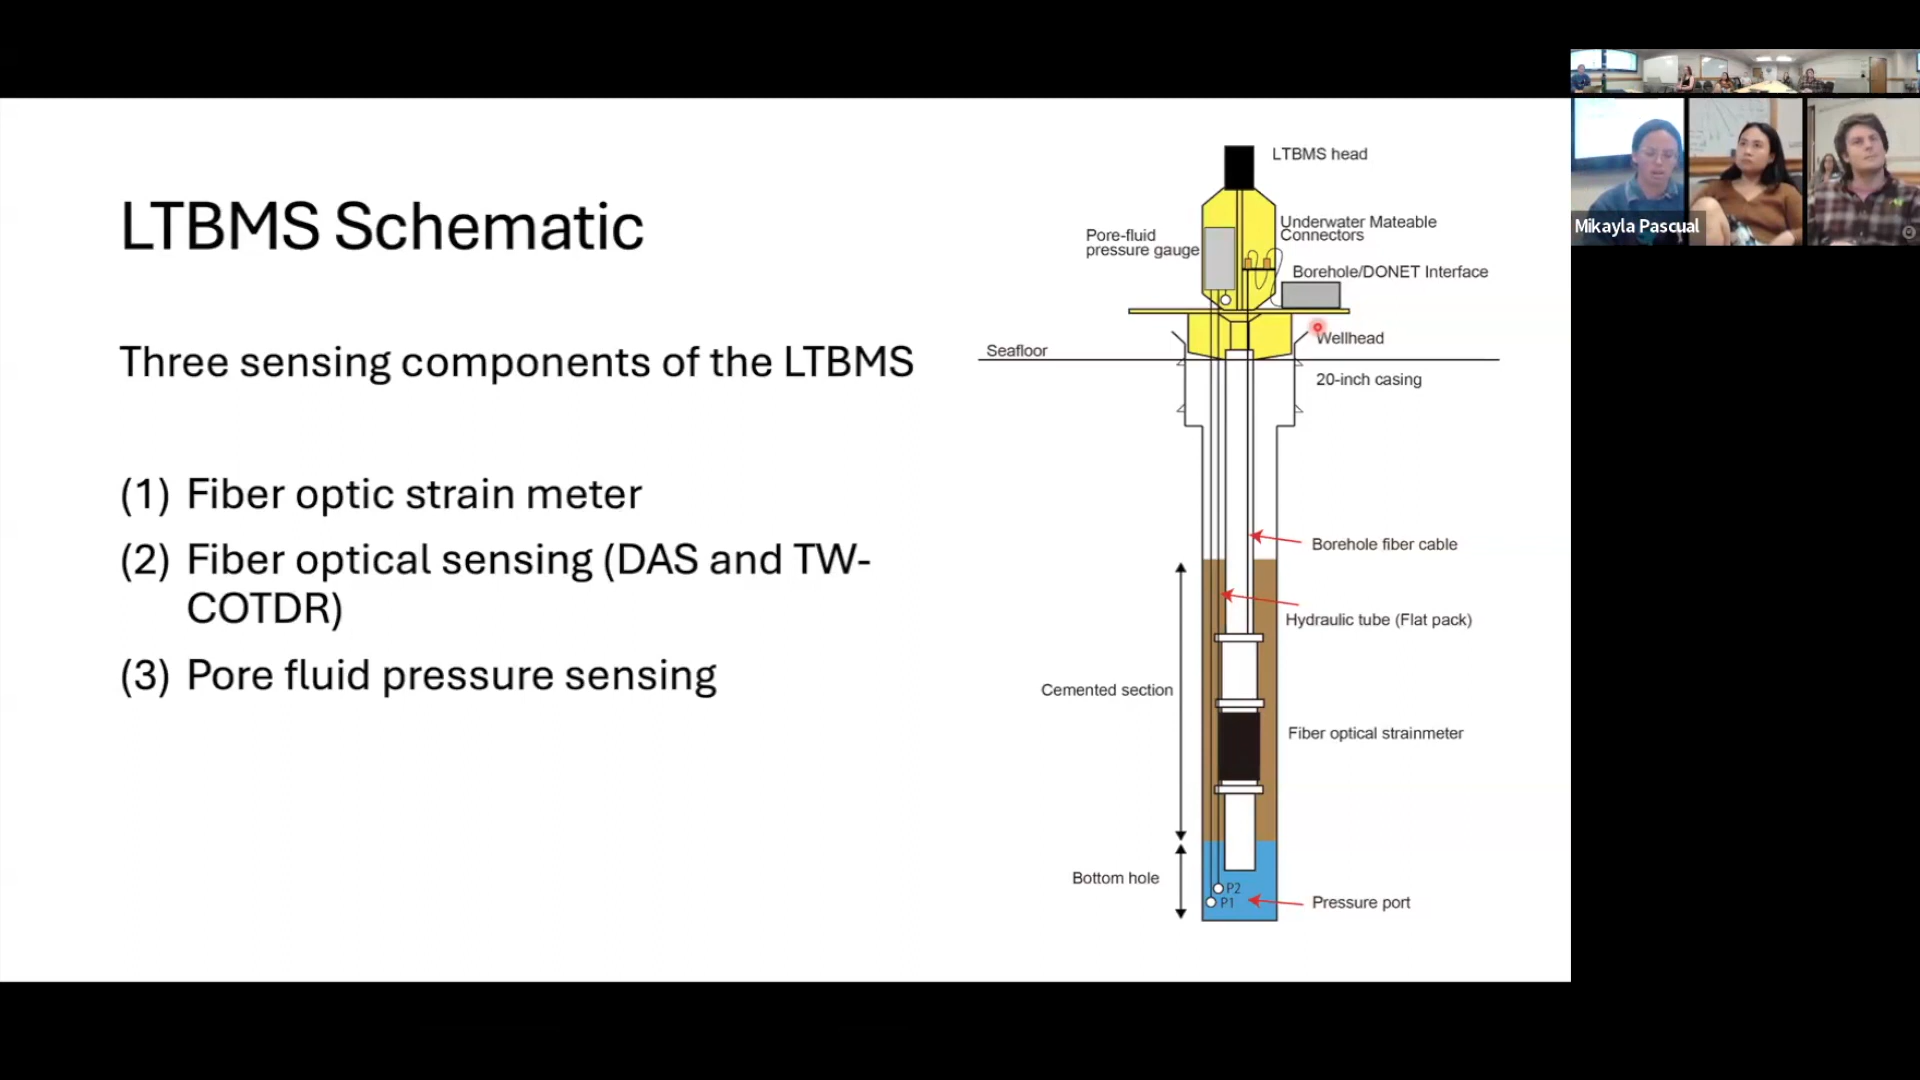 LTBMS Schematic
Three sensing components of the LTBMS
(1) Fiber optic strain meter
(2) Fiber optical sensing (DAS and TW-
COTDR)
(3) Pore fluid pressure sensing
LTBMS head
Underwater Mateable
Connectors
Pore-fluid
pressure gauge
Borehole/DONET Interface
Wellhead
Seafloor
20-inch casing
Borehole fiber cable
Hydraulic tube (Flat pack)
Cemented section
Fiber optical strainmeter
Bottom hole
P2
P1
Pressure port
Mikayla Pascual